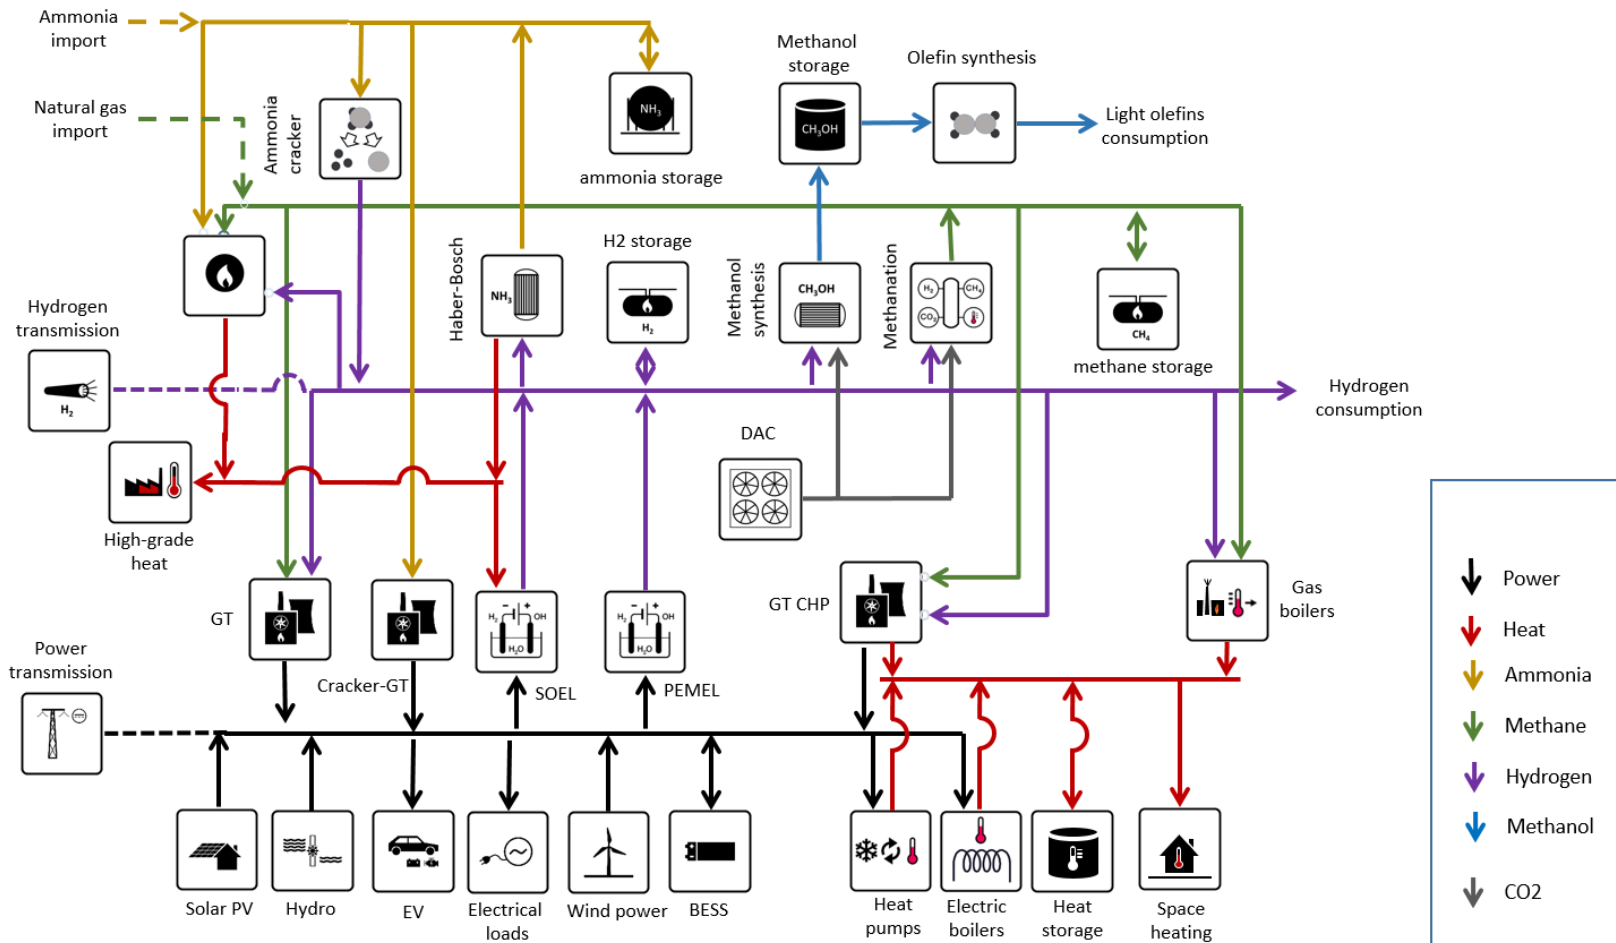 Ammonia
import
Natural gas
import
Ammonia
cracker
NH3
ammonia storage
Methanol
storage
CH3OH
Olefin synthesis
Light olefins
consumption
Haber-Bosch
NH3
H2 storage
H2
Methanol
synthesis
CH3OH
Methanation
H2
CH4
CO2
CH4
methane storage
Hydrogen
transmission
H2
Hydrogen
consumption
High-grade
heat
DAC
GT
Cracker-GT
H2
- +
OH
H2O
SOEL
H2
- +
OH
H2O
PEMEL
GT CHP
Gas
boilers
Power
transmission
Solar PV
Hydro
EV
Electrical
loads
Wind power
BESS
Heat
pumps
Electric
boilers
Heat
storage
Space
heating
Power
Heat
Ammonia
Methane
Hydrogen
Methanol
CO2